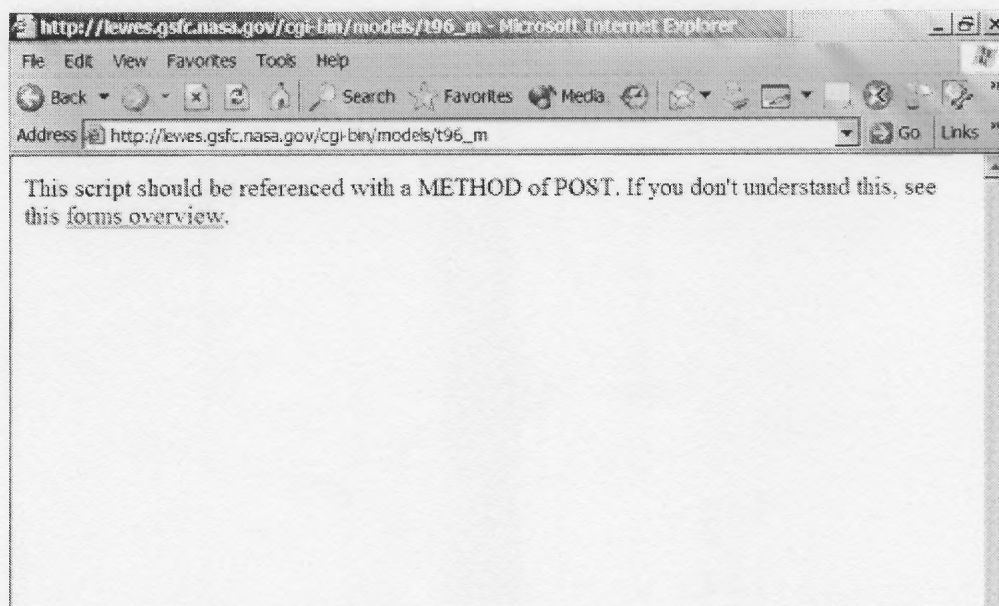 http://lewes.gsfc.nasa.gov/cgi-bin/models/t96_m - Microsoft Internet Explorer
File Edit View Favorites Tools Help
Back Search Favorites Media
Address http://lewes.gsfc.nasa.gov/cgi-bin/models/t96_m Go Links
This script should be referenced with a METHOD of POST. If you don't understand this, see
this forms overview.